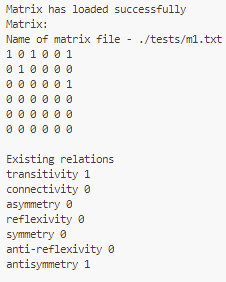 Matrix has loaded successfully
Matrix:
Name of matrix file - ./tests/m1.txt
1 0 1 0 0 1
0 1 0 0 0 0
0 0 0 0 0 1
0 0 0 0 0 0
0 0 0 0 0 0
0 0 0 0 0 0
Existing relations
transitivity 1
connectivity 0
asymmetry 0
reflexivity 0
symmetry 0
anti-reflexivity 0
antisymmetry 1